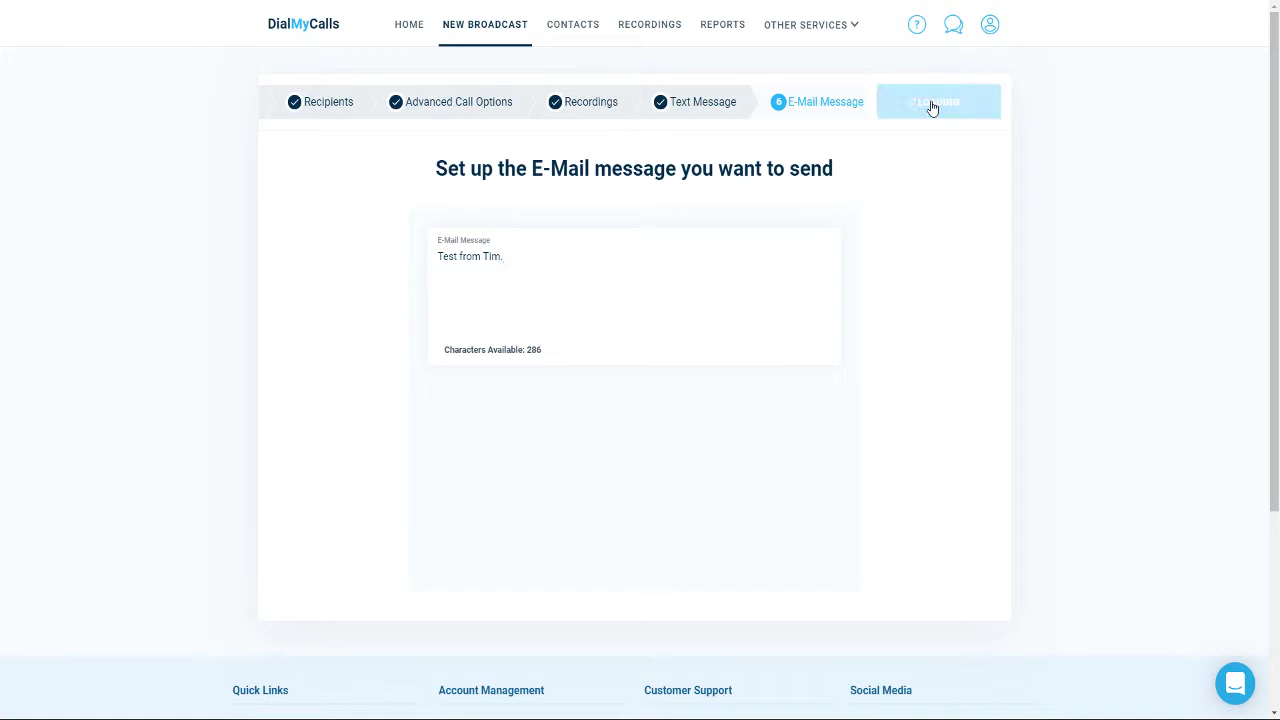 DialMyCalls
HOME
NEW BROADCAST
CONTACTS
RECORDINGS
REPORTS
OTHER SERVICES
?
Recipients
Advanced Call Options
Recordings
Text Message
6 E-Mail Message
Set up the E-Mail message you want to send
E-Mail Message
Test from Tim.
Characters Available: 286
Quick Links
Account Management
Customer Support
Social Media